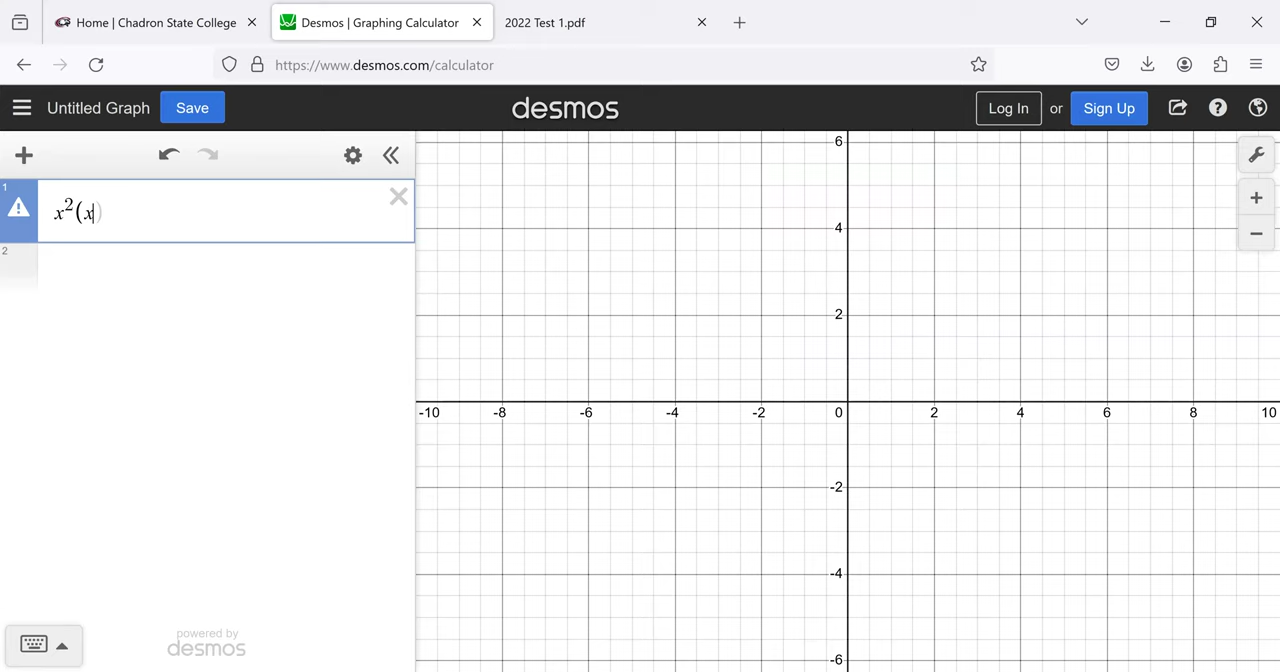 Home | Chadron State College
Desmos | Graphing Calculator
2022 Test 1.pdf
https://www.desmos.com/calculator
Untitled Graph
Save
desmos
Log In
or
Sign Up
1
x²(x)
2
powered by
desmos
6
4
2
-10 -8 -6 -4 -2 0 2 4 6 8 10
-2
-4
-6